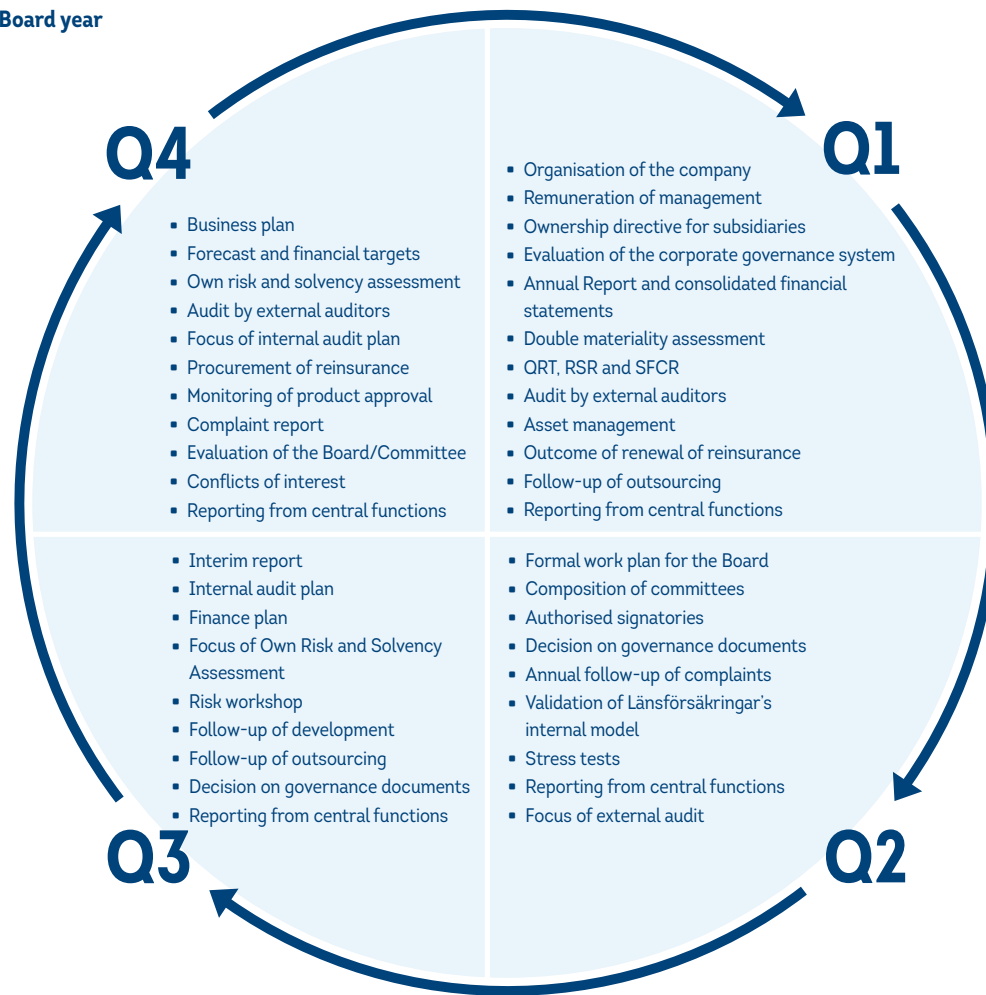 Board year
Q1
■ Organisation of the company
■ Remuneration of management
■ Ownership directive for subsidiaries
■ Evaluation of the corporate governance system
■ Annual Report and consolidated financial
statements
■ Double materiality assessment
■ QRT, RSR and SFCR
■ Audit by external auditors
■ Asset management
■ Outcome of renewal of reinsurance
■ Follow-up of outsourcing
■ Reporting from central functions
Q2
■ Formal work plan for the Board
■ Composition of committees
■ Authorised signatories
■ Decision on governance documents
■ Annual follow-up of complaints
■ Validation of Länsförsäkringar's
internal model
■ Stress tests
■ Reporting from central functions
■ Focus of external audit
Q3
■ Interim report
■ Internal audit plan
■ Finance plan
■ Focus of Own Risk and Solvency
Assessment
■ Risk workshop
■ Follow-up of development
■ Follow-up of outsourcing
■ Decision on governance documents
■ Reporting from central functions
Q4
■ Business plan
■ Forecast and financial targets
■ Own risk and solvency assessment
■ Audit by external auditors
■ Focus of internal audit plan
■ Procurement of reinsurance
■ Monitoring of product approval
■ Complaint report
■ Evaluation of the Board/Committee
■ Conflicts of interest
■ Reporting from central functions